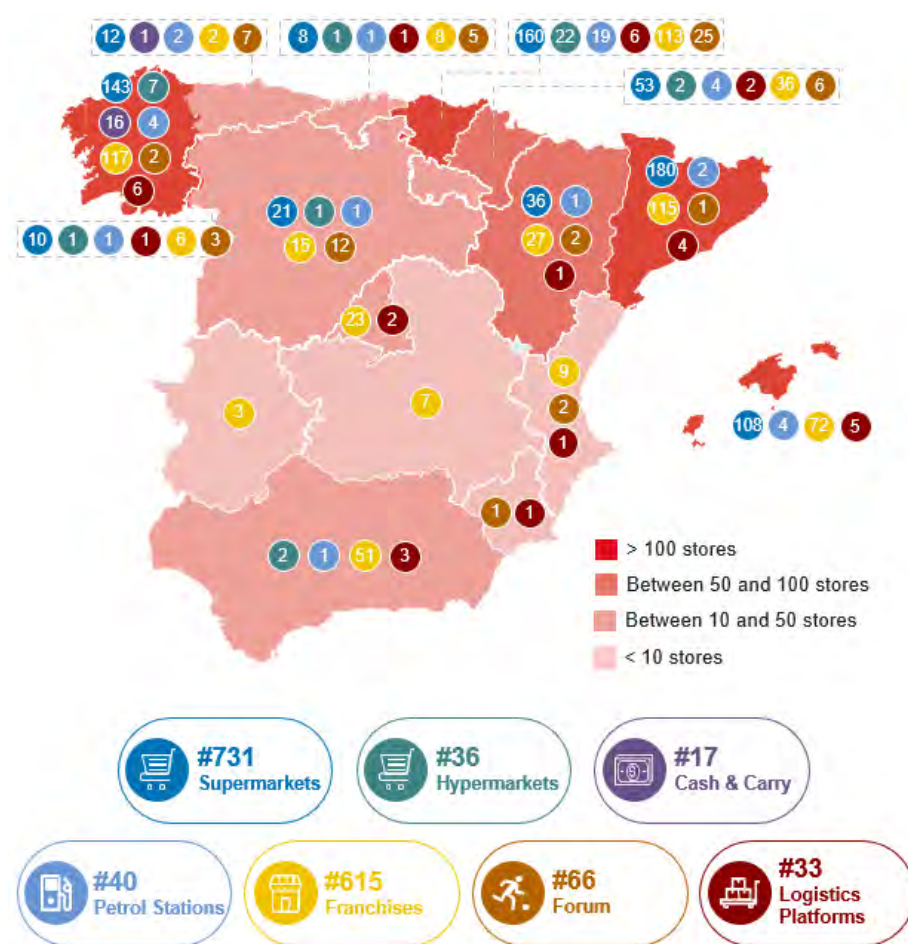 12 1 2 2 7
8 1 1 1 8 5
160 22 19 6 113 25
53 2 4 2 36 6
143 7
16 4
117 2
6
180 2
115 1
4
36 1
27 2
1
21 1 1
15 12
10 1 1 1 6 3
23 2
9
2
1
3
7
108 4 72 5
1 1
2 1 51 3
> 100 stores
Between 50 and 100 stores
Between 10 and 50 stores
< 10 stores
#731
Supermarkets
#36
Hypermarkets
#17
Cash & Carry
#40
Petrol Stations
#615
Franchises
#66
Forum
#33
Logistics
Platforms